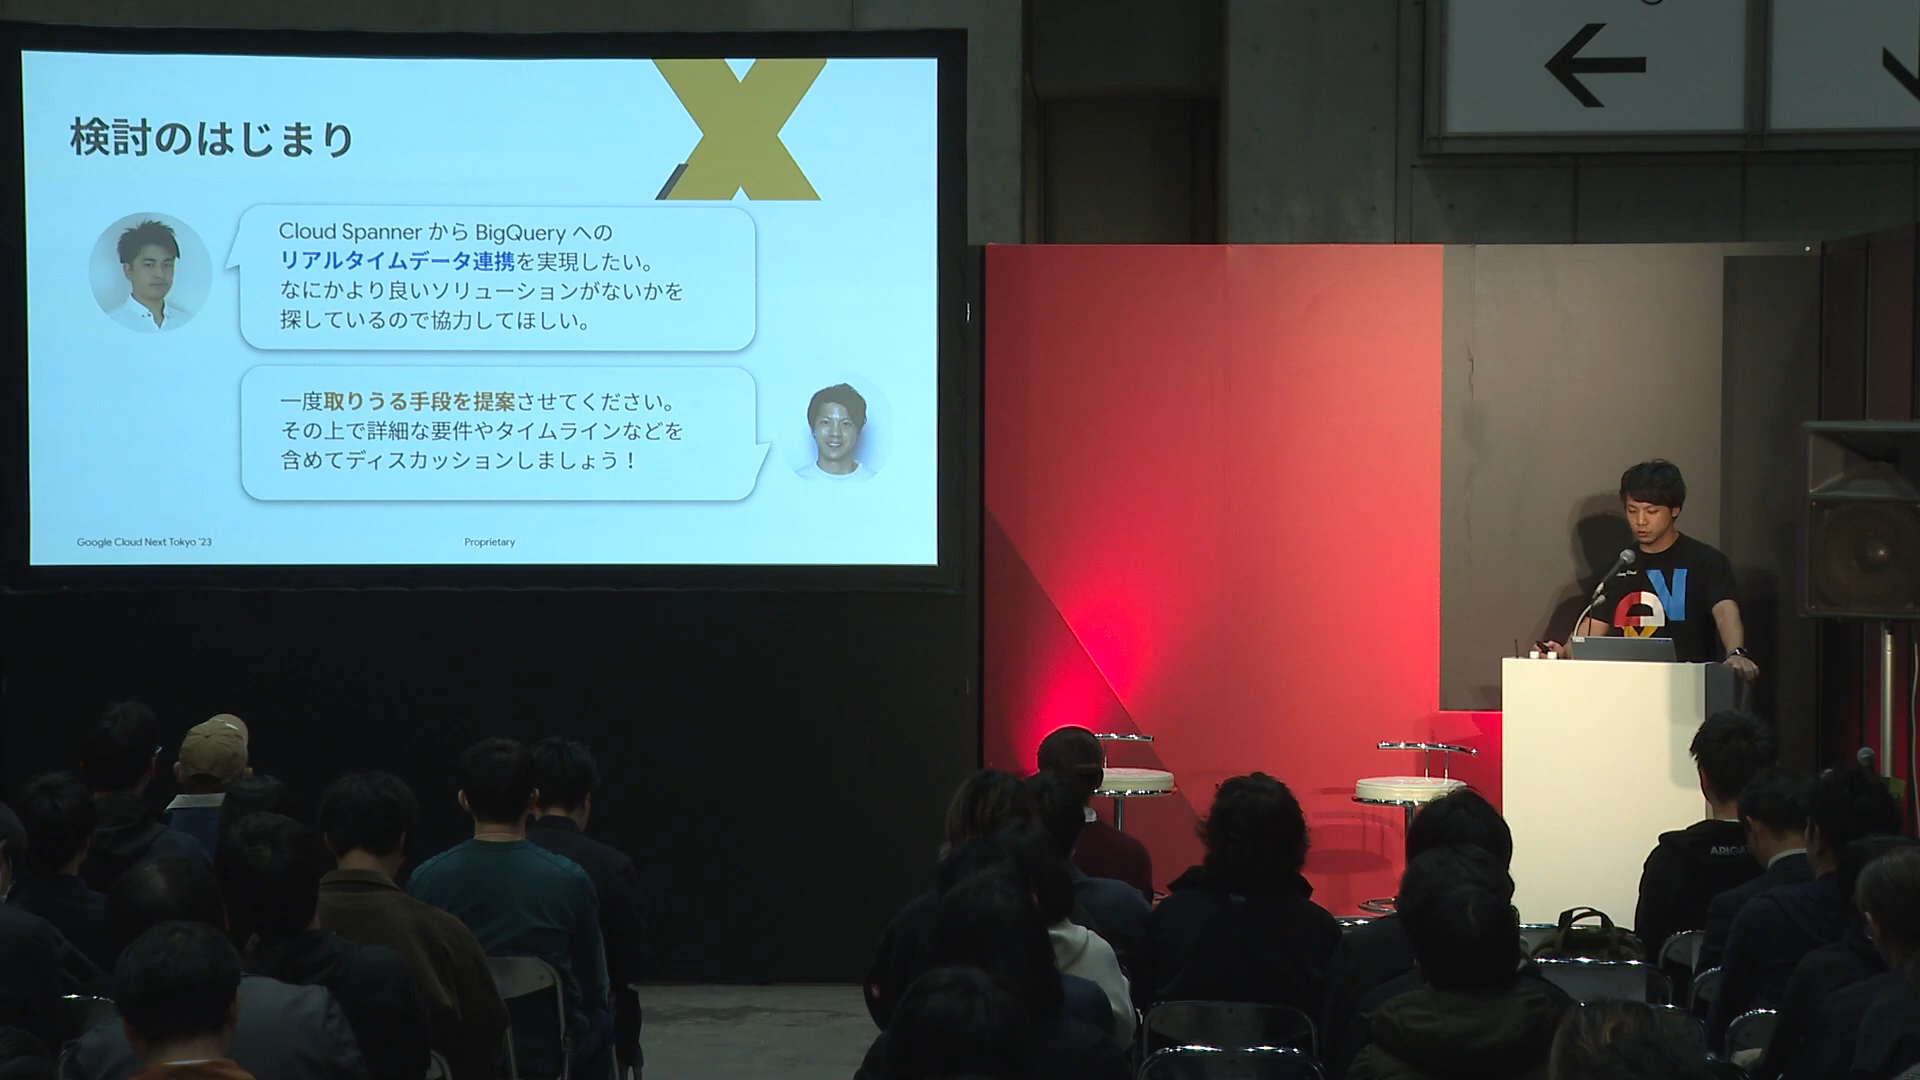 検討のはじまり
Cloud Spanner から BigQuery への
リアルタイムデータ連携を実現したい。
なにかより良いソリューションがないかを
探しているので協力してほしい。
一度取りうる手段を提案させてください。
その上で詳細な要件やタイムラインなどを
含めてディスカッションしましょう！
Google Cloud Next Tokyo '23
Proprietary